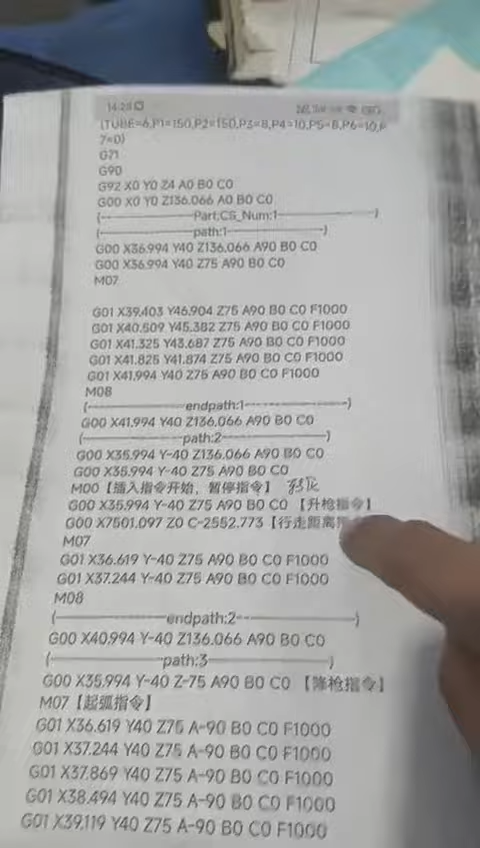 14:28
(TUBE=6,P1=150,P2=150,P3=8,P4=10,P5=8,P6=10,P
7=0)
G71
G90
G92 X0 Y0 Z4 A0 B0 C0
G00 X0 Y0 Z136.066 A0 B0 C0
(----------------Part:CS_Num:1----------------)
(----------------path:1----------------)
G00 X36.994 Y40 Z136.066 A90 B0 C0
G00 X36.994 Y40 Z75 A90 B0 C0
M07
G01 X39.403 Y46.904 Z75 A90 B0 C0 F1000
G01 X40.509 Y45.382 Z75 A90 B0 C0 F1000
G01 X41.325 Y43.687 Z75 A90 B0 C0 F1000
G01 X41.825 Y41.874 Z75 A90 B0 C0 F1000
G01 X41.994 Y40 Z75 A90 B0 C0 F1000
M08
(----------------endpath:1----------------)
G00 X41.994 Y40 Z136.066 A90 B0 C0
(----------------path:2----------------)
G00 X35.994 Y-40 Z136.066 A90 B0 C0
G00 X35.994 Y-40 Z75 A90 B0 C0
M00【插入指令开始，暂停指令】
G00 X35.994 Y-40 Z75 A90 B0 C0 【升枪指令】
G00 X7501.097 Z0 C-2552.773【行走距离
M07
G01 X36.619 Y-40 Z75 A90 B0 C0 F1000
G01 X37.244 Y-40 Z75 A90 B0 C0 F1000
M08
(----------------endpath:2----------------)
G00 X40.994 Y-40 Z136.066 A90 B0 C0
(----------------path:3----------------)
G00 X35.994 Y-40 Z-75 A90 B0 C0 【降枪指令】
M07【起弧指令】
G01 X36.619 Y40 Z75 A-90 B0 C0 F1000
G01 X37.244 Y40 Z75 A-90 B0 C0 F1000
G01 X37.869 Y40 Z75 A-90 B0 C0 F1000
G01 X38.494 Y40 Z75 A-90 B0 C0 F1000
G01 X39.119 Y40 Z75 A-90 B0 C0 F1000